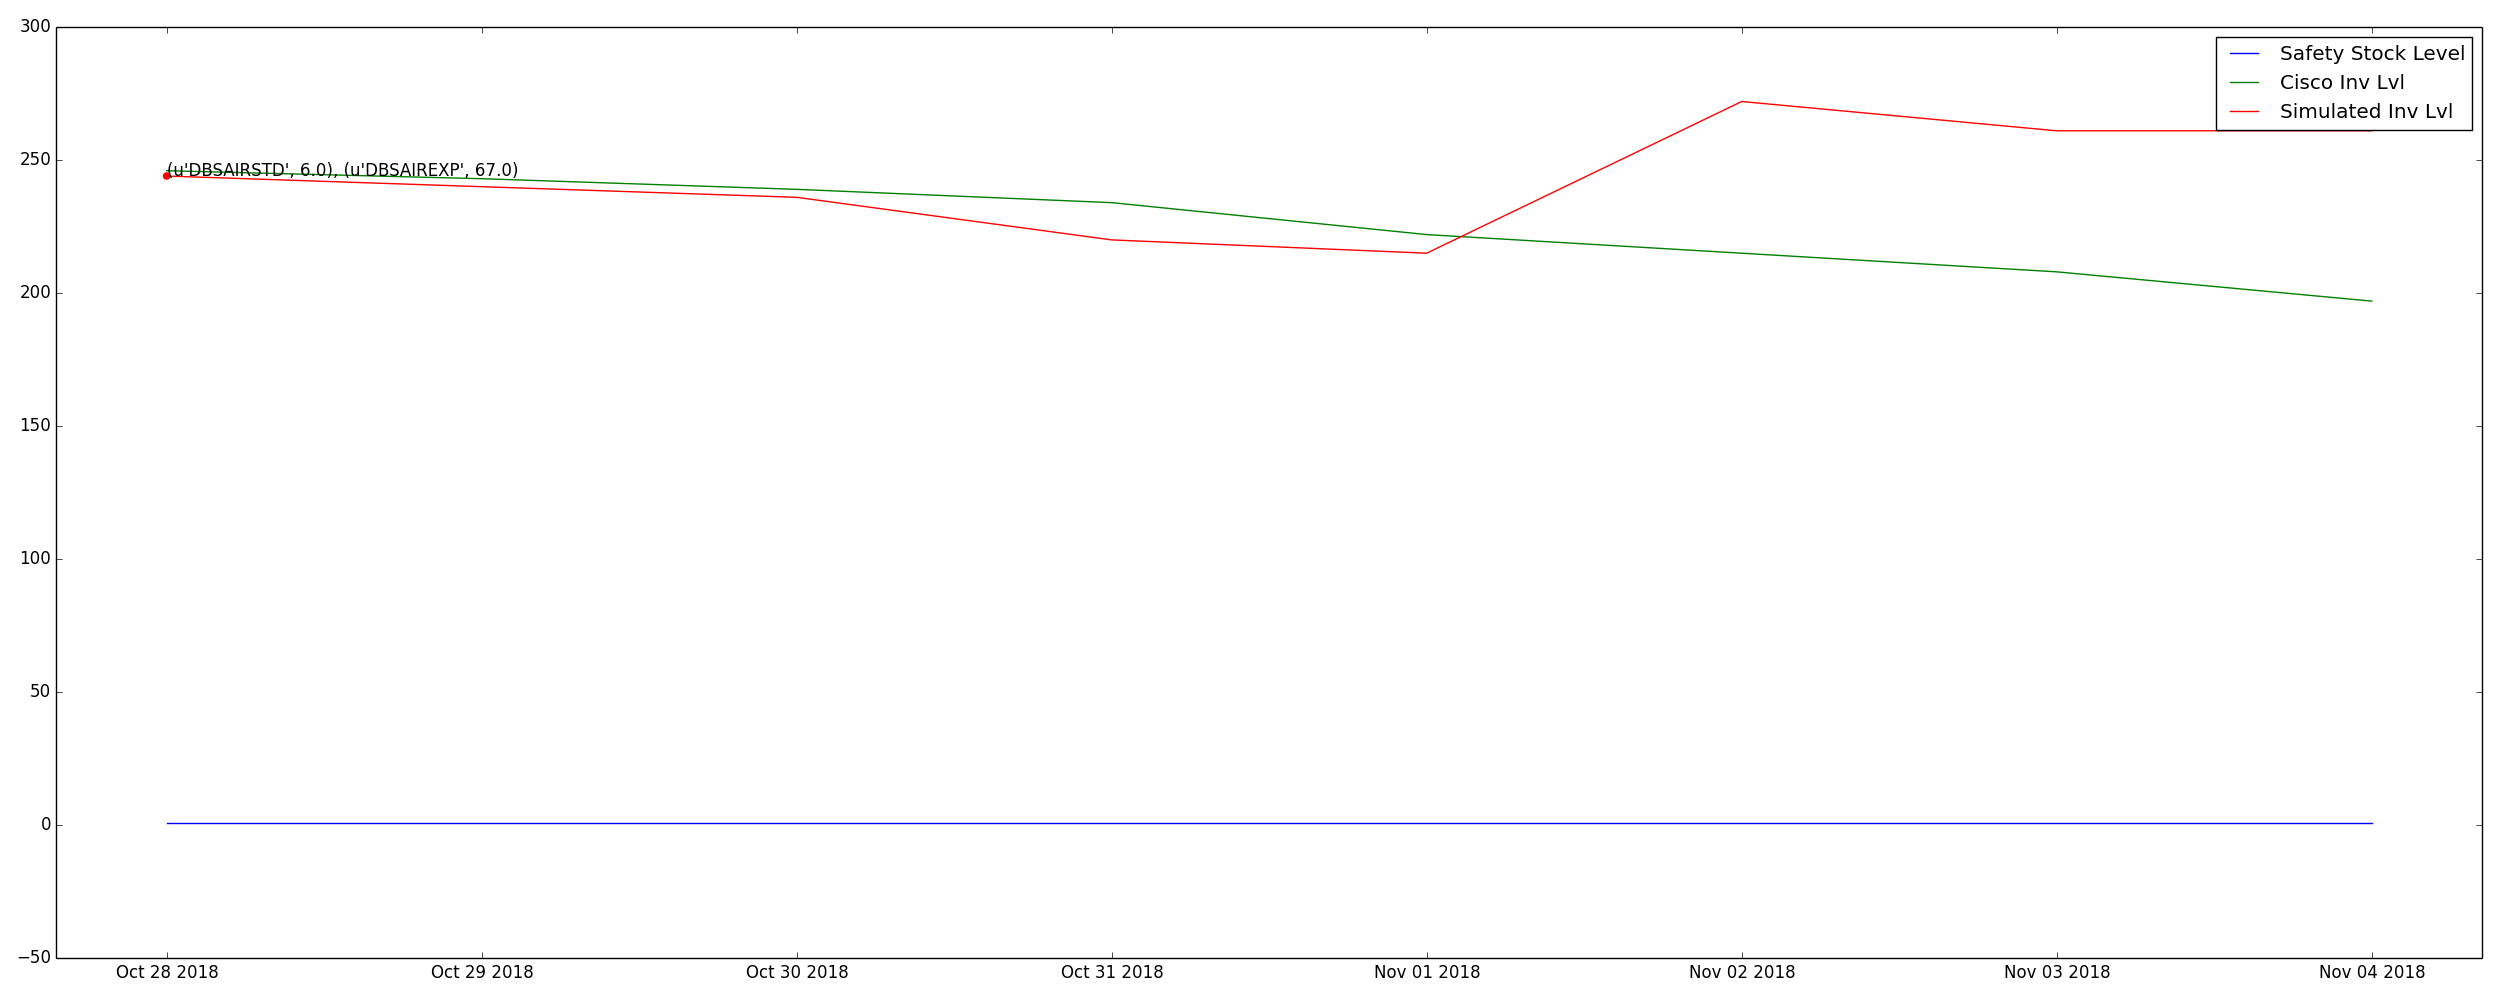 300
Safety Stock Level
Cisco Inv Lvl
Simulated Inv Lvl
250
(u'DBSAIRSTD', 6.0), (u'DBSAIREXP', 67.0)
200
150
100
50
0
−50
Oct 28 2018 Oct 29 2018 Oct 30 2018 Oct 31 2018 Nov 01 2018 Nov 02 2018 Nov 03 2018 Nov 04 2018